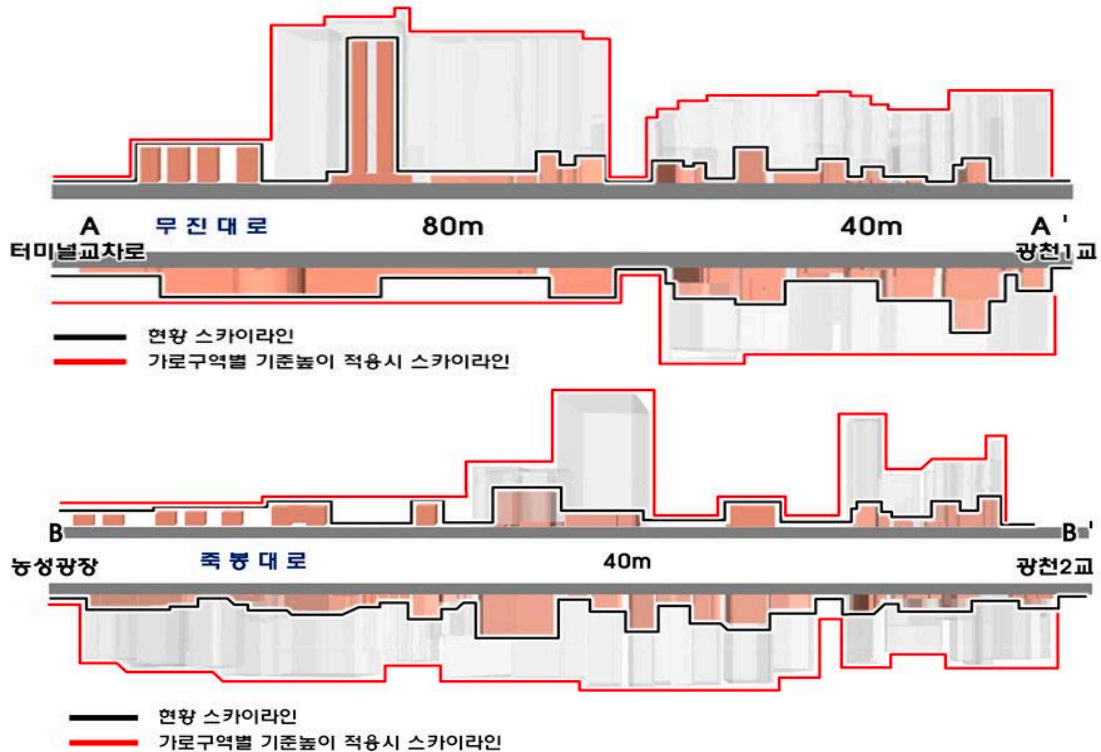 A 무진대로 80m 40m A'
터미널교차로 광천1교
현황 스카이라인
가로구역별 기준높이 적용시 스카이라인
B B'
농성광장 죽봉대로 40m 광천2교
현황 스카이라인
가로구역별 기준높이 적용시 스카이라인